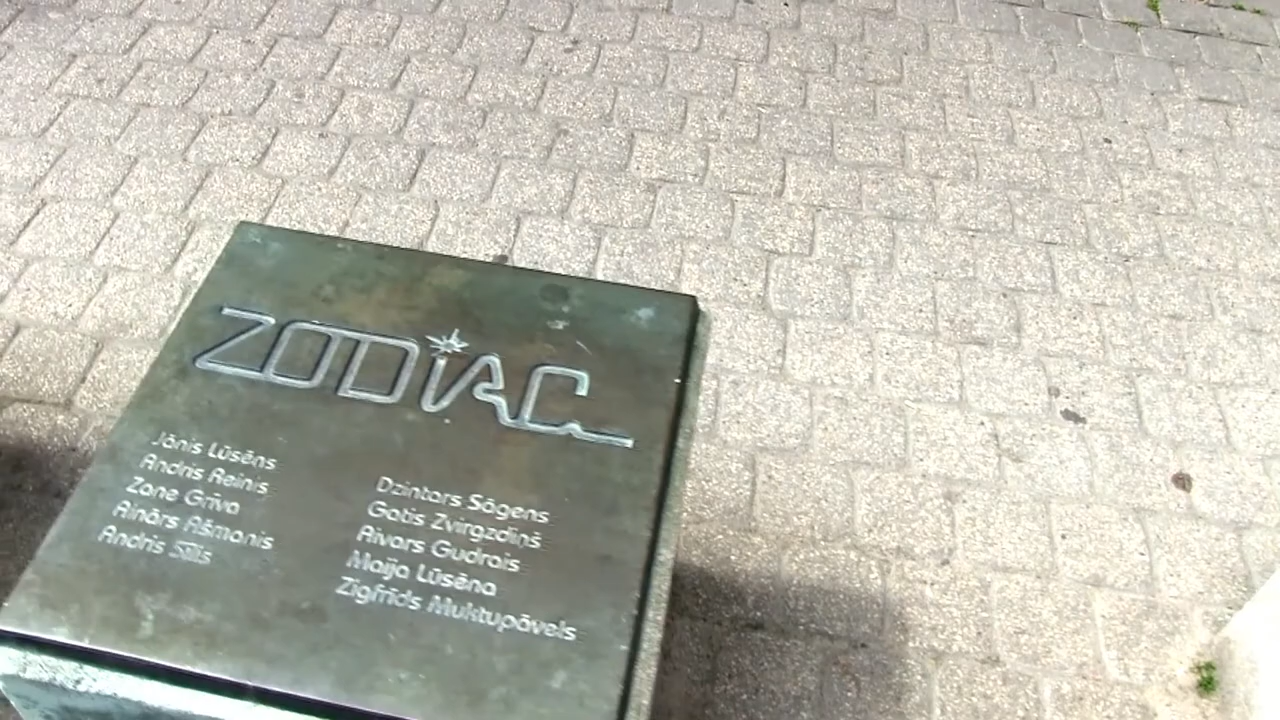 ZODiAC
Jānis Lūsēns
Andris Reinis
Zane Grīva
Ainārs Ašmanis
Andris Sīlis
Dzintars Sāgens
Gatis Zvirgzdiņš
Aivars Gudrais
Maija Lūsēna
Zigfrīds Muktupāvels